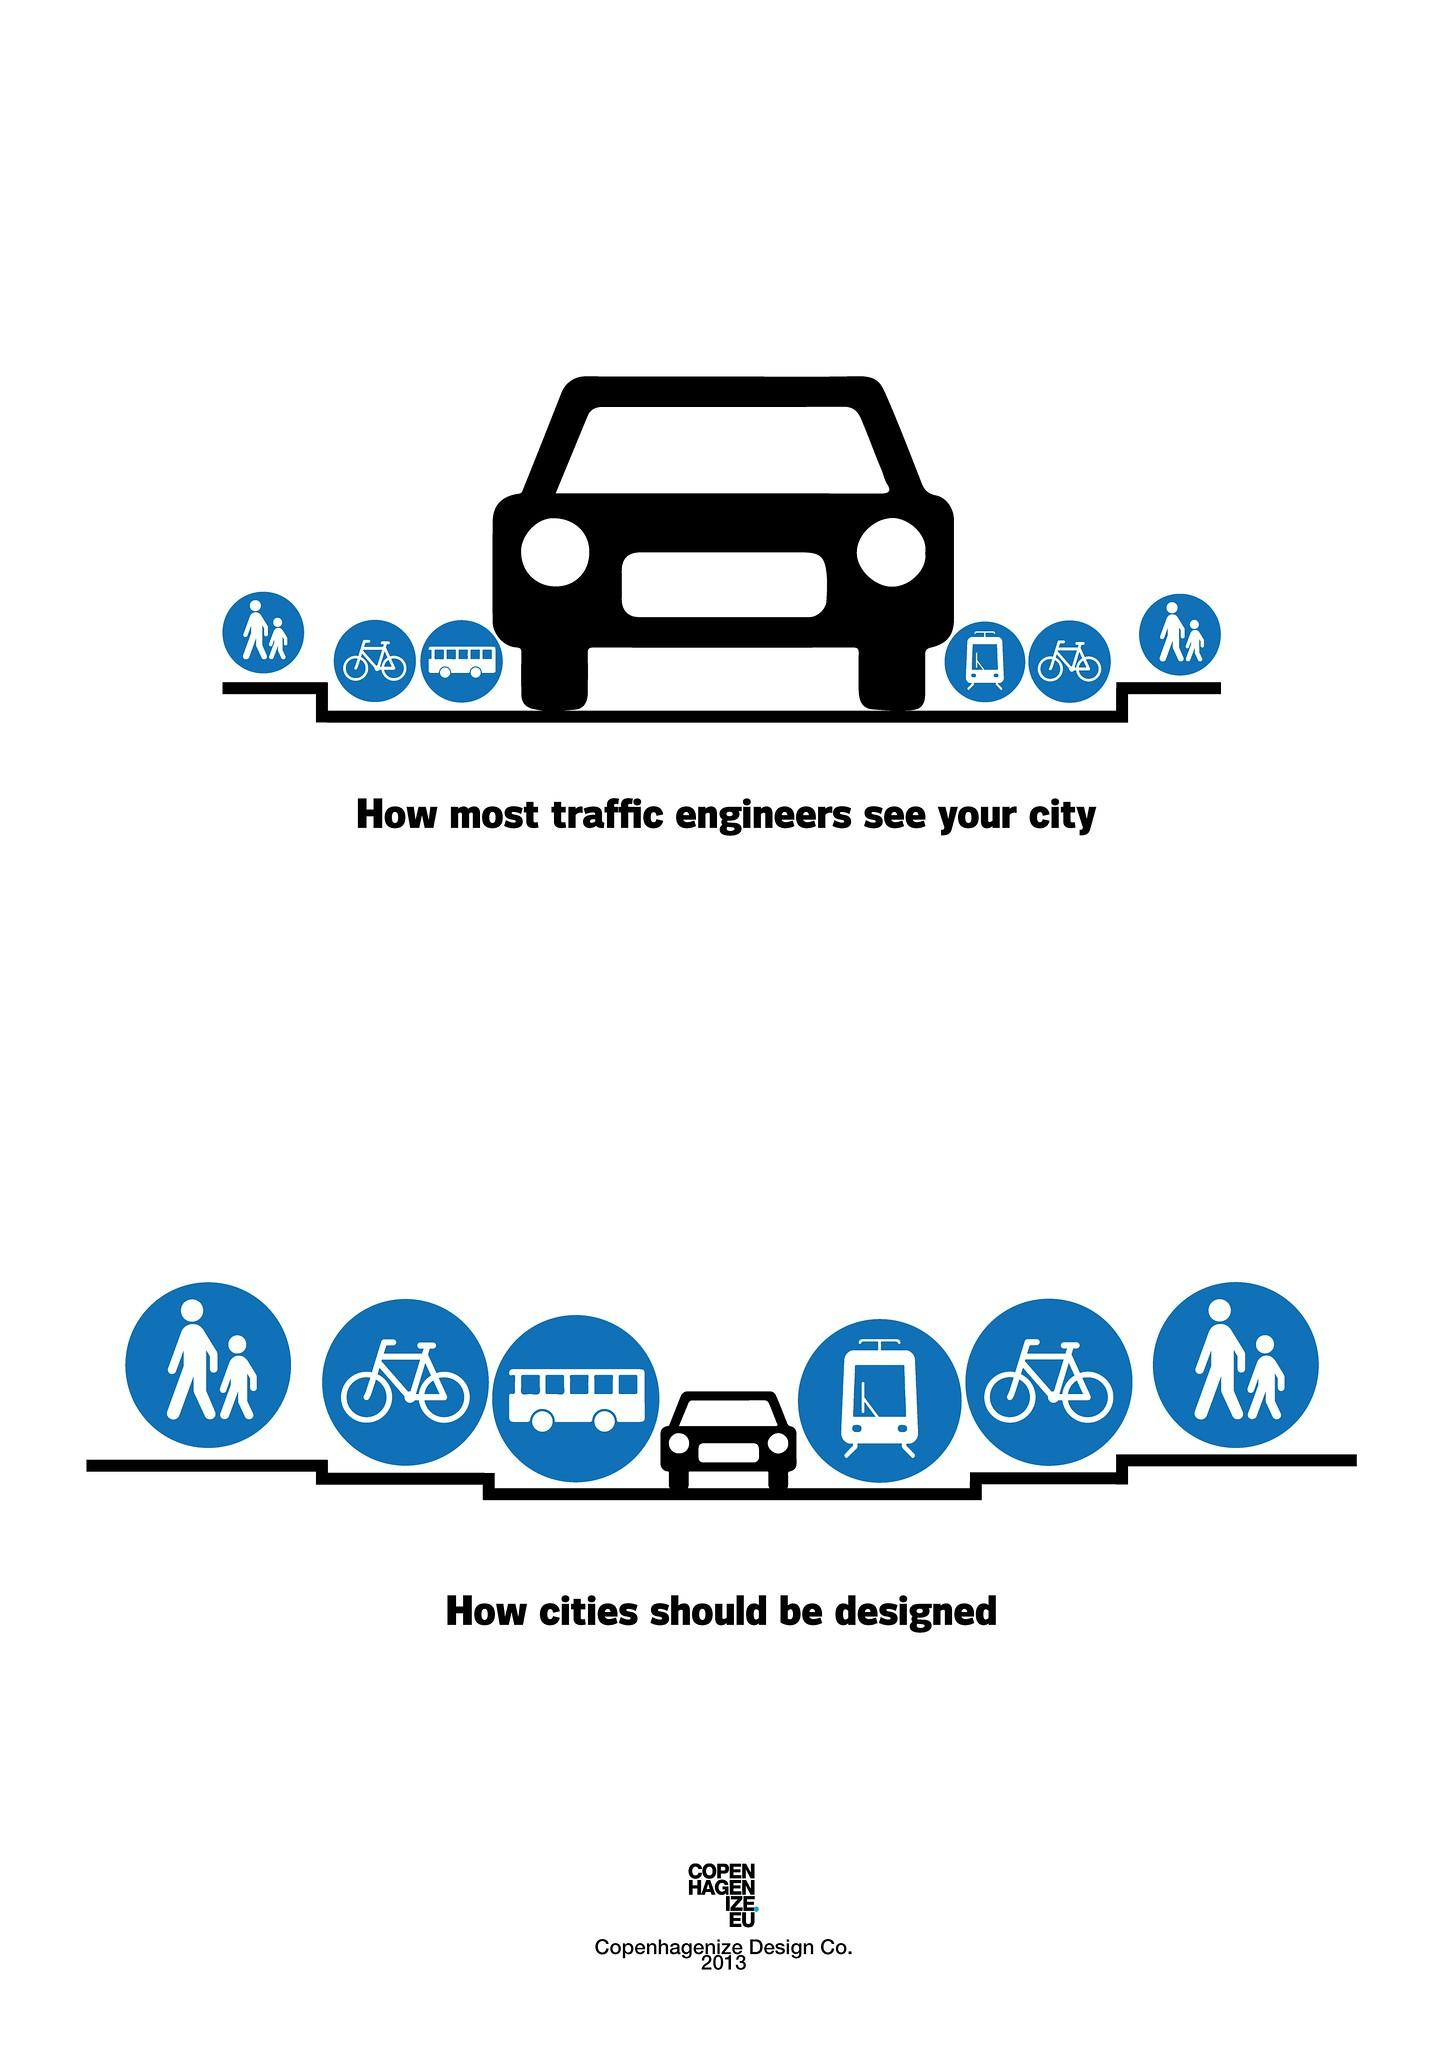 How most traffic engineers see your city
How cities should be designed
COPEN
HAGEN
IZE.
EU
Copenhagenize Design Co.
2013